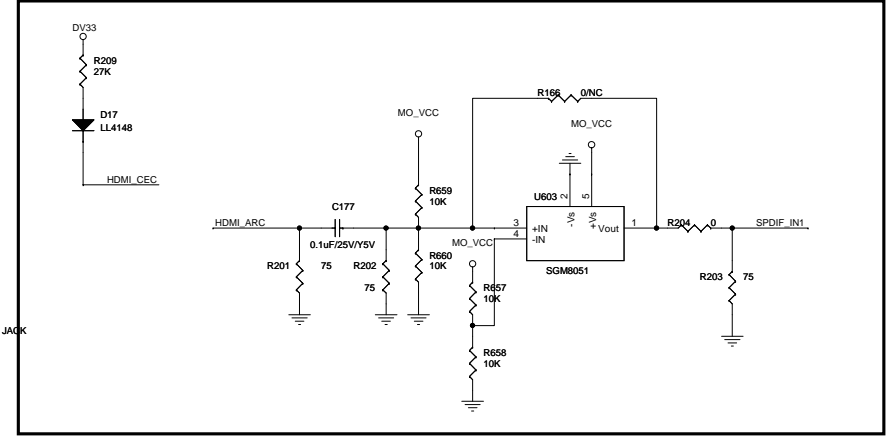 DV33
R209
27K
D17
LL4148
HDMI_CEC
R166 0/NC
MO_VCC
MO_VCC
R659
10K
U603
2
5
-Vs
+Vs
C177
HDMI_ARC
0.1uF/25V/Y5V
3
+IN
4
-IN
Vout
1
R204 0
SPDIF_IN1
SGM8051
MO_VCC
R201 75
R202
75
R660
10K
R657
10K
R203 75
JACK
R658
10K